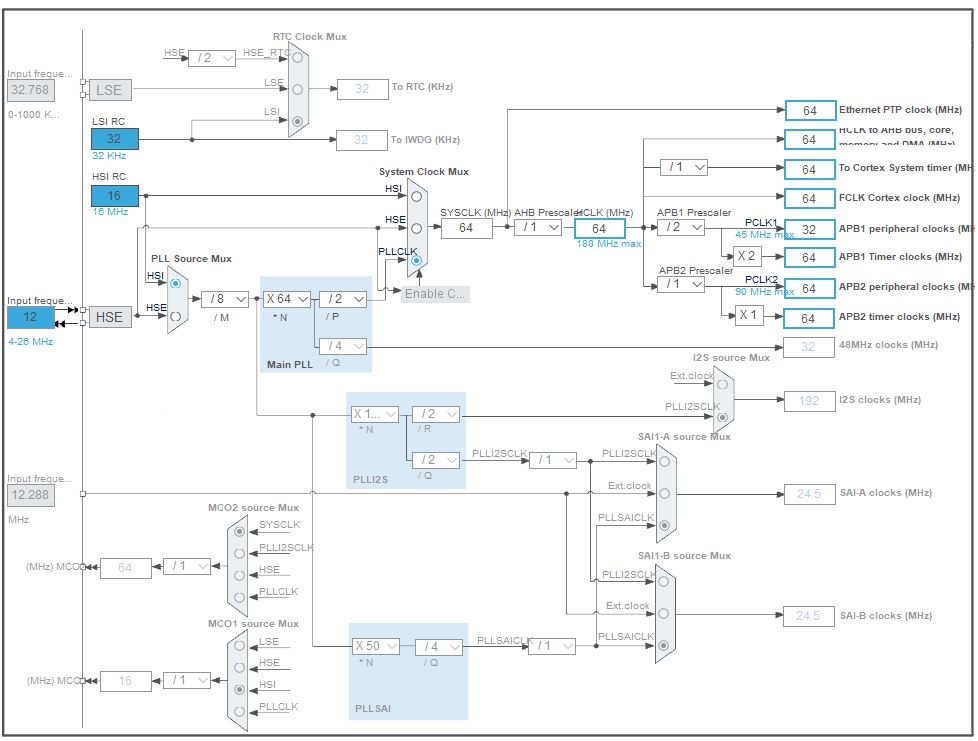 RTC Clock Mux
HSE
/ 2
HSE_RTC
Input freque...
32.768
0-1000 K...
LSE
LSE
32
To RTC (KHz)
LSI
LSI RC
32
32 KHz
32
To IWDG (KHz)
64
Ethernet PTP clock (MHz)
64
HCLK to AHB bus, core,
memory and DMA (MHz)
HSI RC
16
16 MHz
System Clock Mux
HSI
/ 1
64
To Cortex System timer (MH
64
FCLK Cortex clock (MHz)
HSE
SYSCLK (MHz)
64
AHB Prescaler
/ 1
HCLK (MHz)
64
180 MHz max
APB1 Prescaler
/ 2
PCLK1
45 MHz max
32
APB1 peripheral clocks (MH
PLLCLK
X 2
64
APB1 Timer clocks (MHz)
Enable C...
APB2 Prescaler
/ 1
PCLK2
90 MHz max
64
APB2 peripheral clocks (MH
X 1
64
APB2 timer clocks (MHz)
PLL Source Mux
HSI
HSE
Input freque...
12
4-26 MHz
HSE
/ 8
/ M
X 64
* N
/ 2
/ P
/ 4
/ Q
Main PLL
32
48MHz clocks (MHz)
I2S source Mux
Ext.clock
PLLI2SCLK
192
I2S clocks (MHz)
X 1...
* N
/ 2
/ R
/ 2
/ Q
PLLI2S
PLLI2SCLK
/ 1
SAI1-A source Mux
PLLI2SCLK
Ext.clock
PLLSAICLK
24.5
SAI-A clocks (MHz)
Input freque...
12.288
MHz
MCO2 source Mux
SYSCLK
PLLI2SCLK
HSE
PLLCLK
(MHz) MCO
64
/ 1
SAI1-B source Mux
PLLI2SCLK
Ext.clock
PLLSAICLK
24.5
SAI-B clocks (MHz)
MCO1 source Mux
LSE
HSE
HSI
PLLCLK
(MHz) MCO
16
/ 1
X 50
* N
/ 4
/ Q
PLLSAI
PLLSAICLK
/ 1